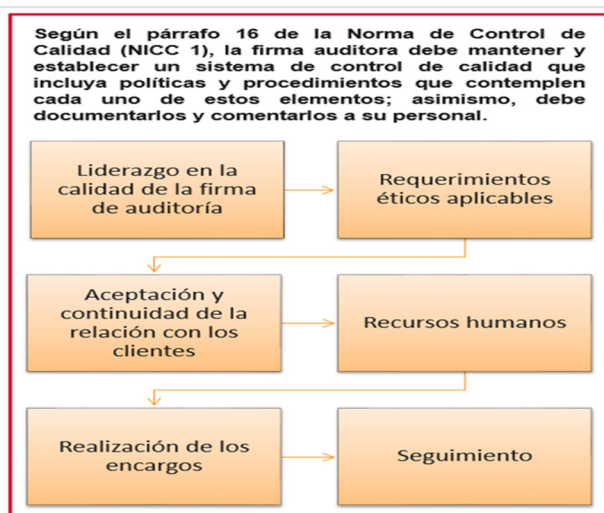 Según el párrafo 16 de la Norma de Control de
Calidad (NICC 1), la firma auditora debe mantener y
establecer un sistema de control de calidad que
incluya políticas y procedimientos que contemplen
cada uno de estos elementos; asimismo, debe
documentarlos y comentarlos a su personal.
Liderazgo en la
calidad de la firma
de auditoría
Requerimientos
éticos aplicables
Aceptación y
continuidad de la
relación con los
clientes
Recursos humanos
Realización de los
encargos
Seguimiento